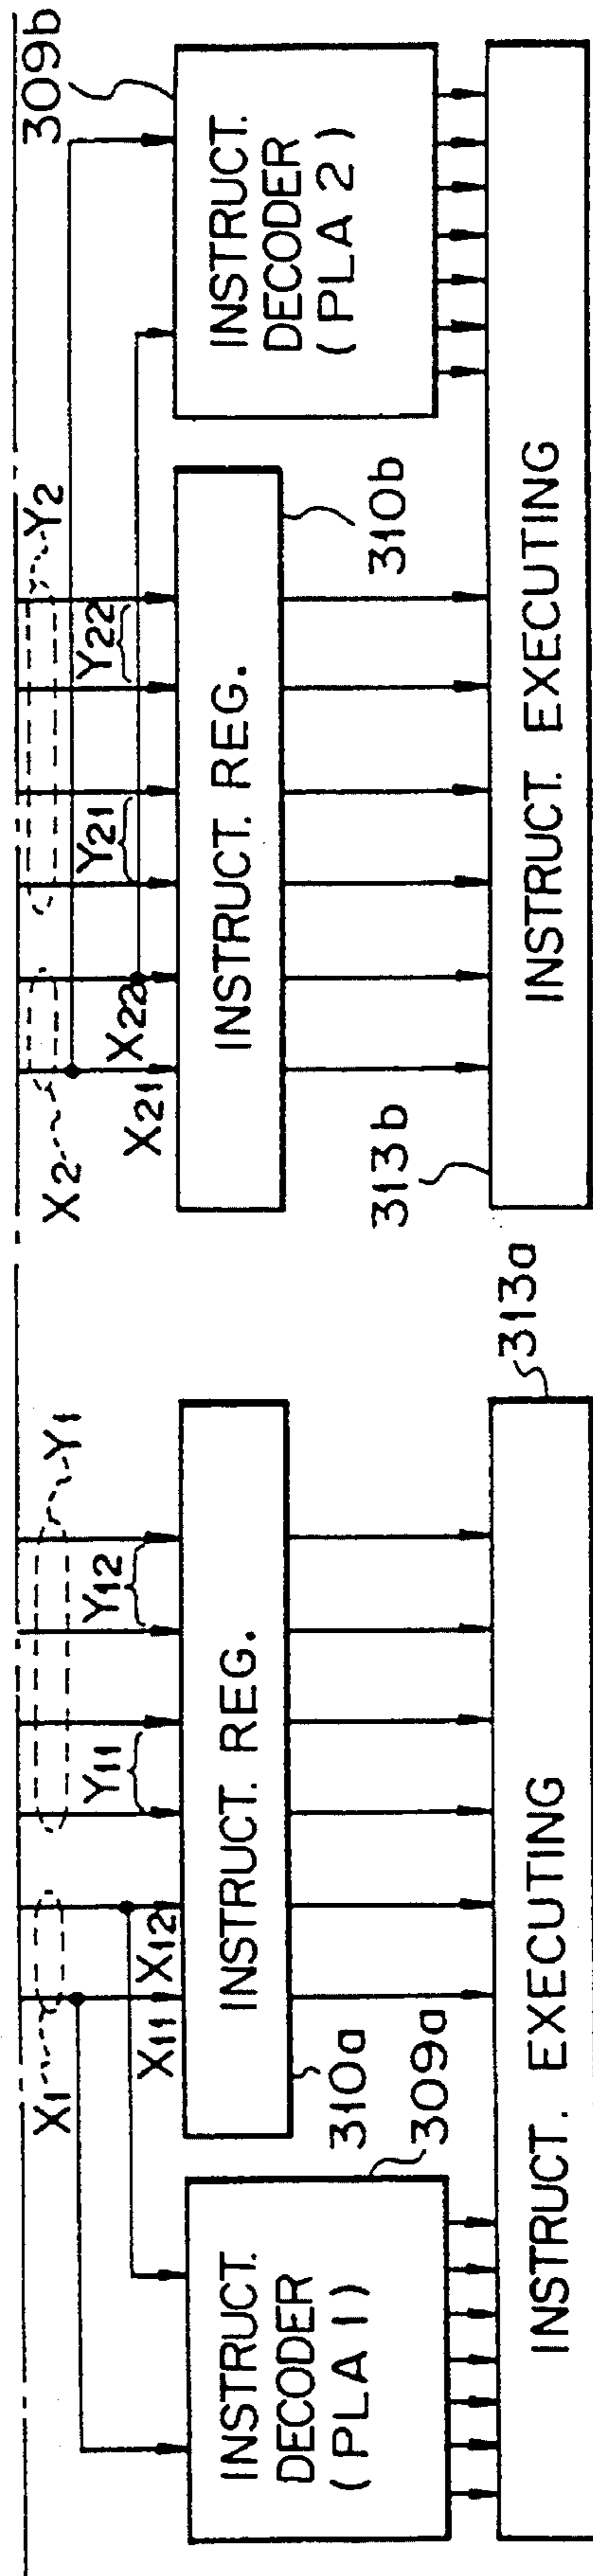 X1
Y1
X2
Y2
309b
Y11
Y12
Y21
Y22
X11
X12
X21
X22
INSTRUCT.
DECODER
(PLA 1)
INSTRUCT. REG.
INSTRUCT. REG.
INSTRUCT.
DECODER
(PLA 2)
310a
309a
310b
313b
313a
INSTRUCT. EXECUTING
INSTRUCT. EXECUTING